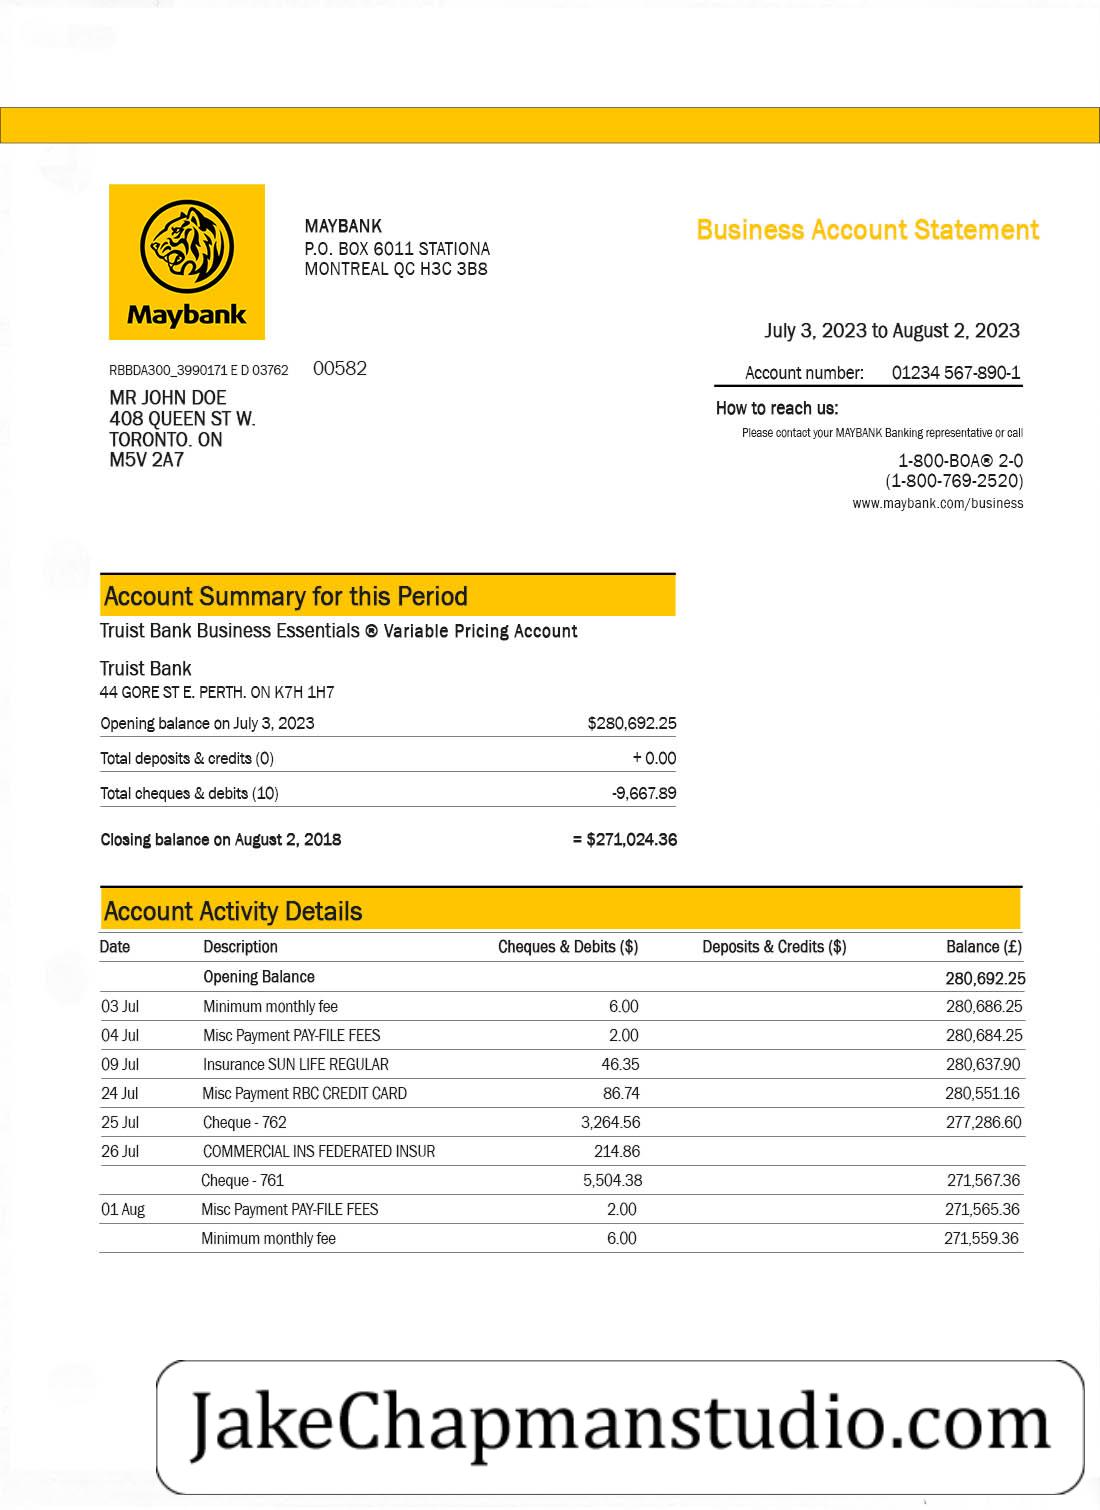 Maybank
MAYBANK
P.O. BOX 6011 STATIONA
MONTREAL QC H3C 3B8
Business Account Statement
July 3, 2023 to August 2, 2023
RBBDA300_3990171 E D 03762 00582
MR JOHN DOE
408 QUEEN ST W.
TORONTO. ON
M5V 2A7
Account number: 01234 567-890-1
How to reach us:
Please contact your MAYBANK Banking representative or call
1-800-BOA® 2-0
(1-800-769-2520)
www.maybank.com/business
Account Summary for this Period
Truist Bank Business Essentials ® Variable Pricing Account
Truist Bank
44 GORE ST E. PERTH. ON K7H 1H7
Opening balance on July 3, 2023 $280,692.25
Total deposits & credits (0) + 0.00
Total cheques & debits (10) -9,667.89
Closing balance on August 2, 2018 = $271,024.36
Account Activity Details
Date Description Cheques & Debits ($) Deposits & Credits ($) Balance (£)
Opening Balance 280,692.25
03 Jul Minimum monthly fee 6.00 280,686.25
04 Jul Misc Payment PAY-FILE FEES 2.00 280,684.25
09 Jul Insurance SUN LIFE REGULAR 46.35 280,637.90
24 Jul Misc Payment RBC CREDIT CARD 86.74 280,551.16
25 Jul Cheque - 762 3,264.56 277,286.60
26 Jul COMMERCIAL INS FEDERATED INSUR 214.86
Cheque - 761 5,504.38 271,567.36
01 Aug Misc Payment PAY-FILE FEES 2.00 271,565.36
Minimum monthly fee 6.00 271,559.36
JakeChapmanstudio.com